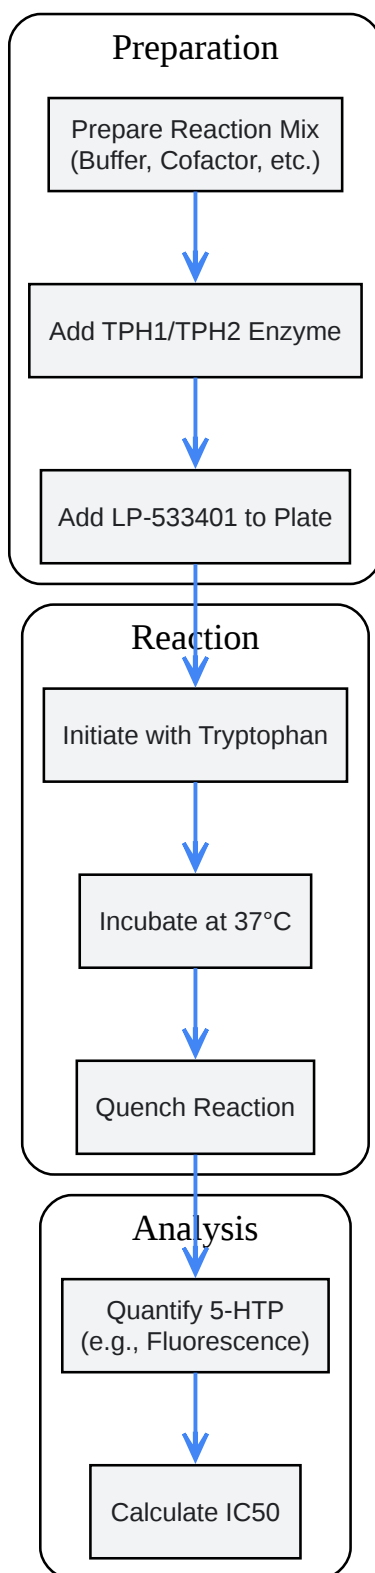 Preparation
Prepare Reaction Mix
(Buffer, Cofactor, etc.)
Add TPH1/TPH2 Enzyme
Add LP-533401 to Plate
Reaction
Initiate with Tryptophan
Incubate at 37°C
Quench Reaction
Analysis
Quantify 5-HTP
(e.g., Fluorescence)
Calculate IC50